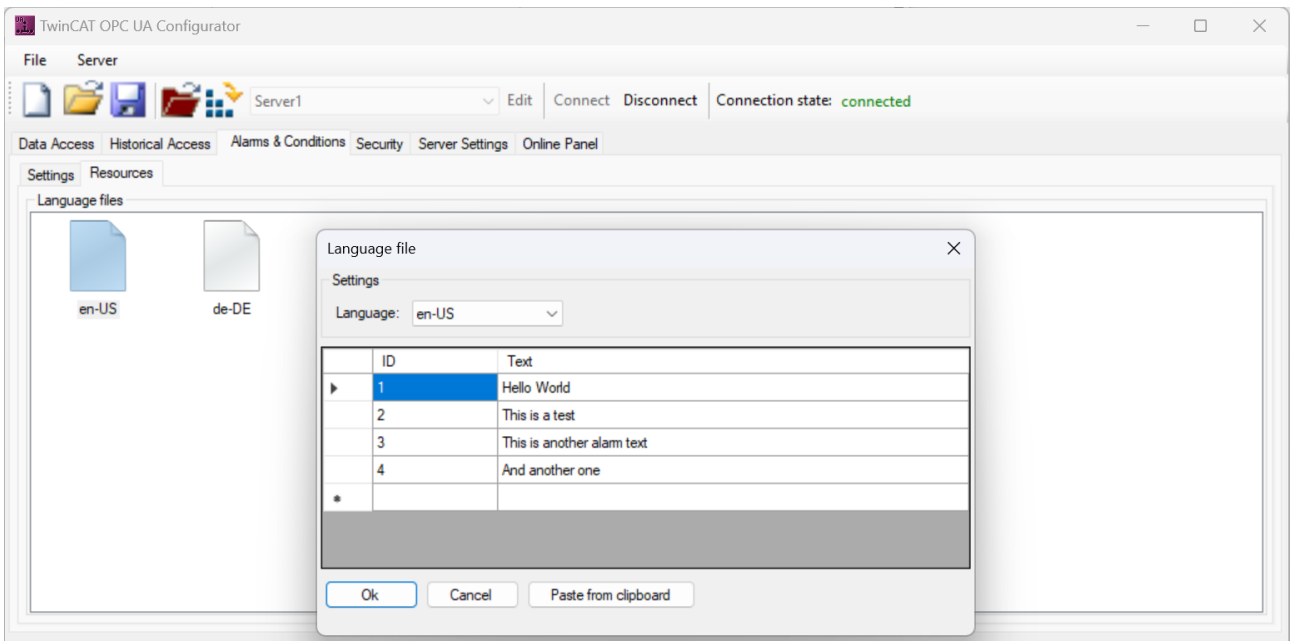 TwinCAT OPC UA Configurator
File Server
Server1 Edit Connect Disconnect Connection state: connected
Data Access Historical Access Alarms & Conditions Security Server Settings Online Panel
Settings Resources
Language files
en-US de-DE
Language file
Settings
Language: en-US
ID Text
1 Hello World
2 This is a test
3 This is another alarm text
4 And another one
*
Ok Cancel Paste from clipboard